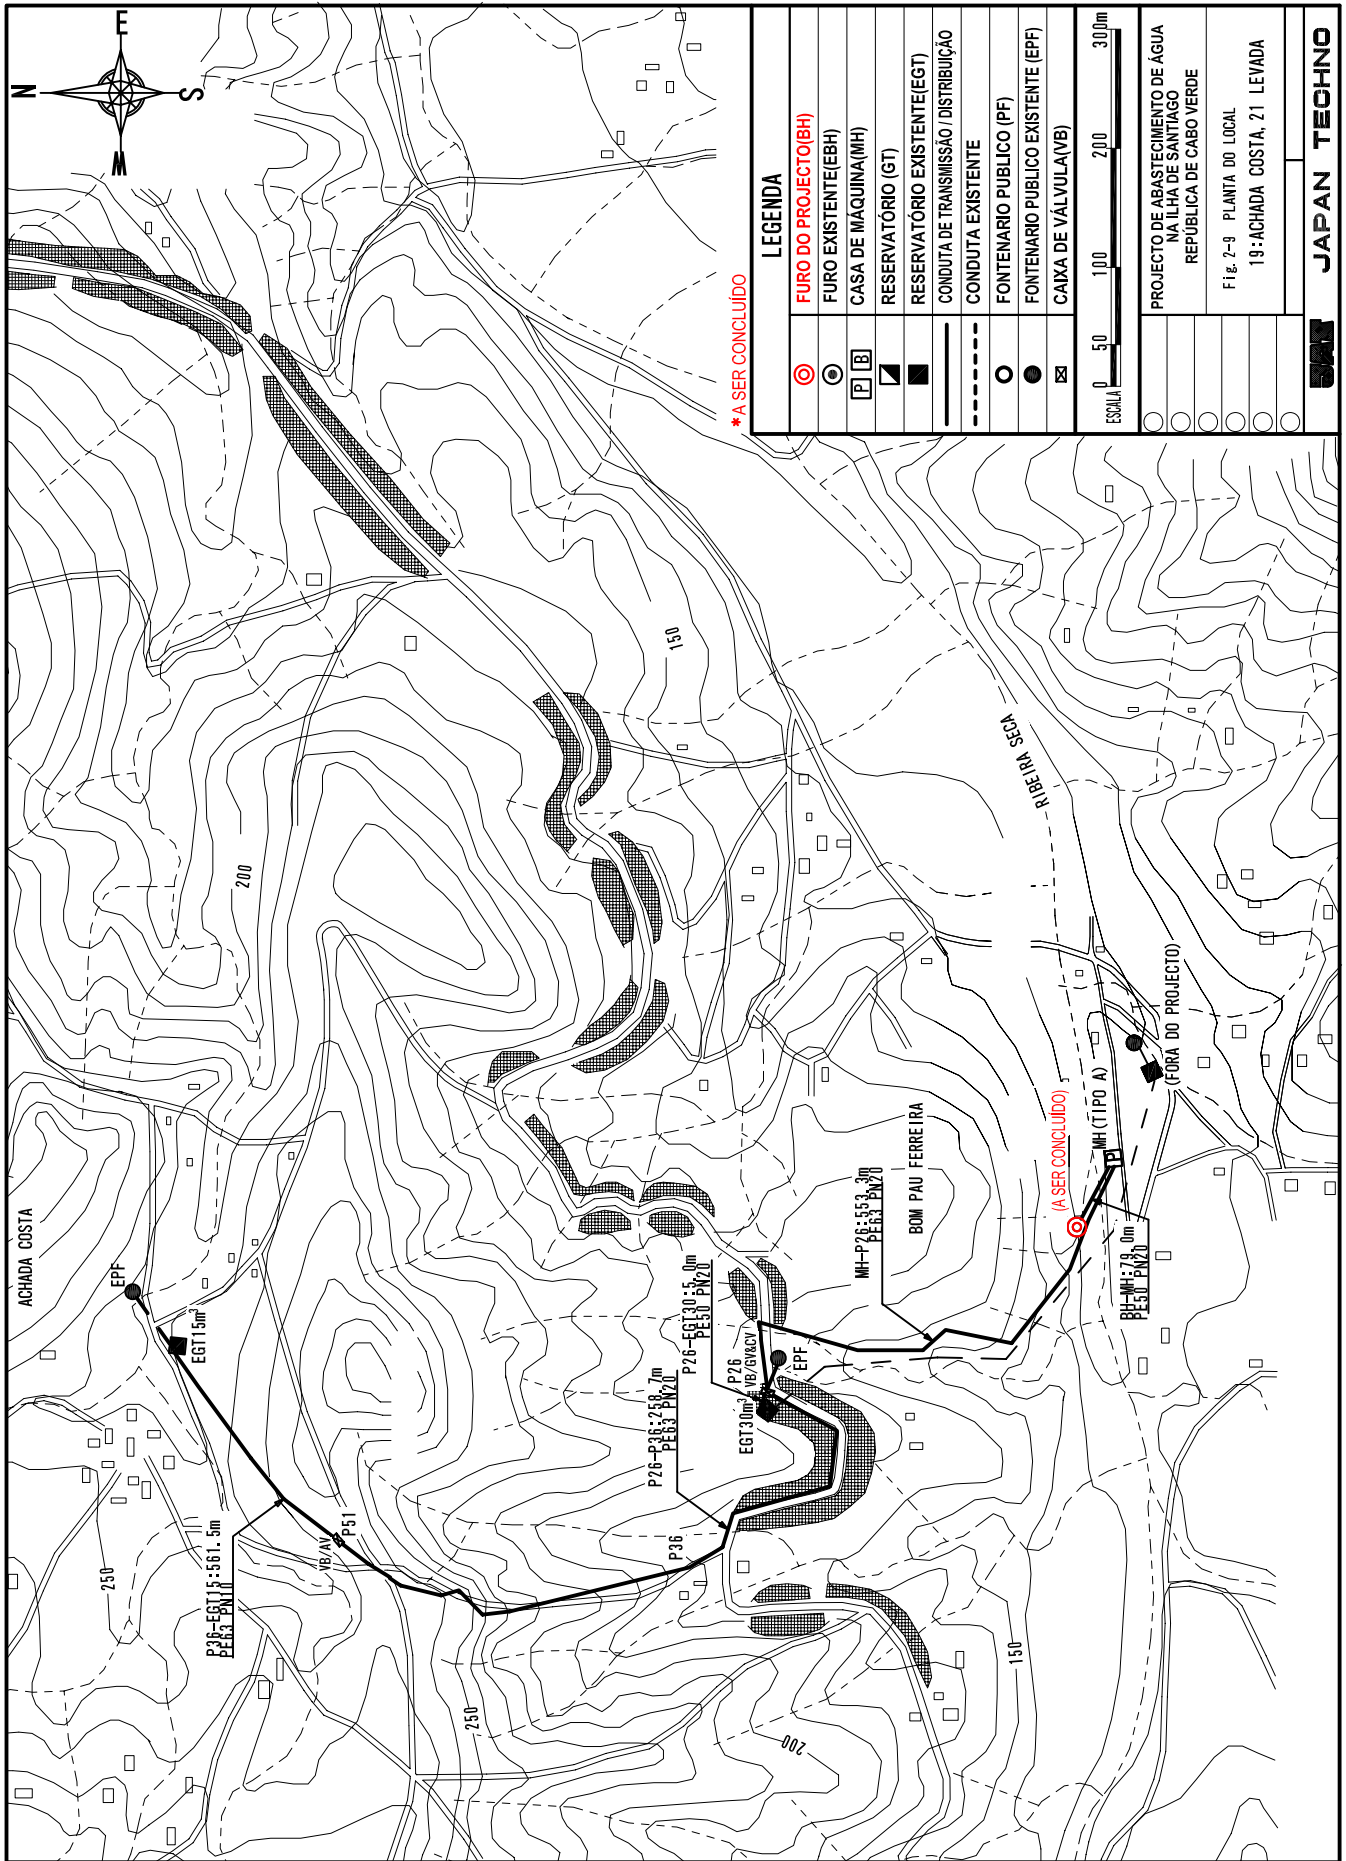 N
E
S
W
ACHADA COSTA
EPF
EGT15m³
250
P36-EGT15:561.5m
PE63 PN10
VB/AV
P51
250
200
P36
P26-P36:258.7m
PE63 PN20
P26-EGT30:5.0m
PE50 PN20
EGT30m³
P26
VB/GV&CV
EPF
MH-P26:553.3m
PE63 PN20
BOM PAU FERREIRA
150
RIBEIRA SECA
(A SER CONCLUÍDO)
MH(TIPO A)
P
BH-MH:79.0m
PE50 PN20
(FORA DO PROJECTO)
200
150
*A SER CONCLUÍDO
LEGENDA
FURO DO PROJECTO(BH)
FURO EXISTENTE(EBH)
P B CASA DE MÁQUINA(MH)
RESERVATÓRIO (GT)
RESERVATÓRIO EXISTENTE(EGT)
CONDUTA DE TRANSMISSÃO / DISTRIBUIÇÃO
CONDUTA EXISTENTE
FONTENÁRIO PUBLICO (PF)
FONTENÁRIO PUBLICO EXISTENTE (EPF)
CAIXA DE VÁLVULA(VB)
ESCALA 0 50 100 200 300m
PROJECTO DE ABASTECIMENTO DE ÁGUA
NA ILHA DE SANTIAGO
REPÚBLICA DE CABO VERDE
Fig. 2-9 PLANTA DO LOCAL
19:ACHADA COSTA, 21 LEVADA
JAPAN TECHNO